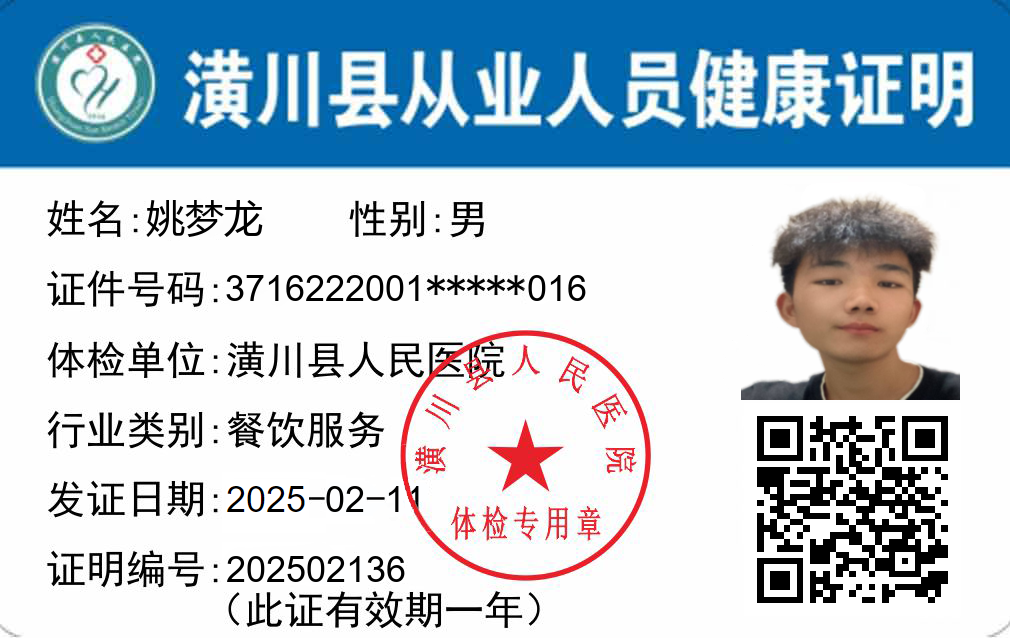 潢川县从业人员健康证明
姓名:姚梦龙 性别:男
证件号码:3716222001*****016
体检单位:潢川县人民医院
行业类别:餐饮服务
发证日期:2025-02-11
证明编号:202502136
（此证有效期一年）
潢川县人民医院
体检专用章